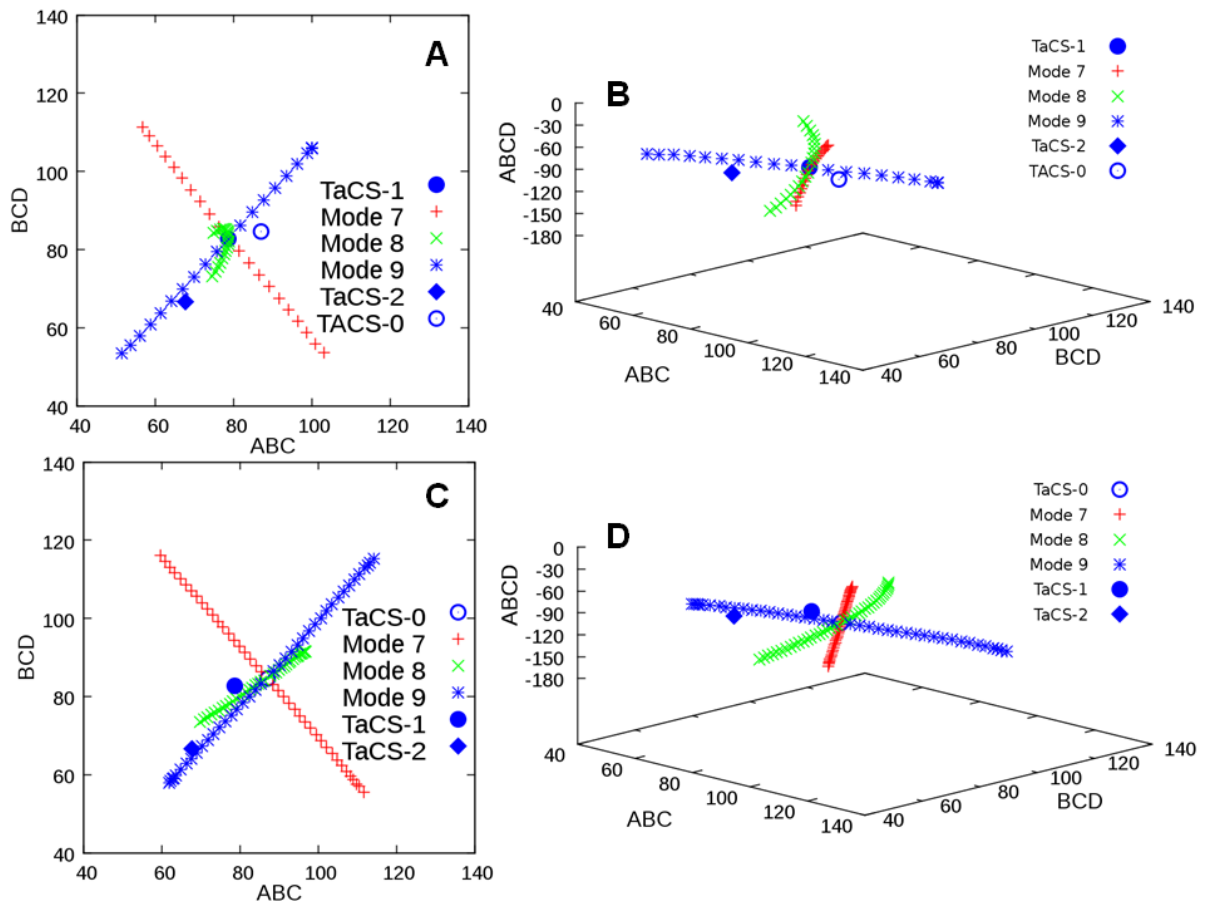 A
140
120
100
80
60
40
BCD
40 60 80 100 120 140
ABC
TaCS-1
Mode 7
Mode 8
Mode 9
TaCS-2
TACS-0
B
0
-30
-60
-90
-120
-150
-180
ABCD
40 60 80 100 120 140
ABC
40 60 80 100 120 140
BCD
TaCS-1
Mode 7
Mode 8
Mode 9
TaCS-2
TACS-0
C
140
120
100
80
60
40
BCD
40 60 80 100 120 140
ABC
TaCS-0
Mode 7
Mode 8
Mode 9
TaCS-1
TaCS-2
D
0
-30
-60
-90
-120
-150
-180
ABCD
40 60 80 100 120 140
ABC
40 60 80 100 120 140
BCD
TaCS-0
Mode 7
Mode 8
Mode 9
TaCS-1
TaCS-2